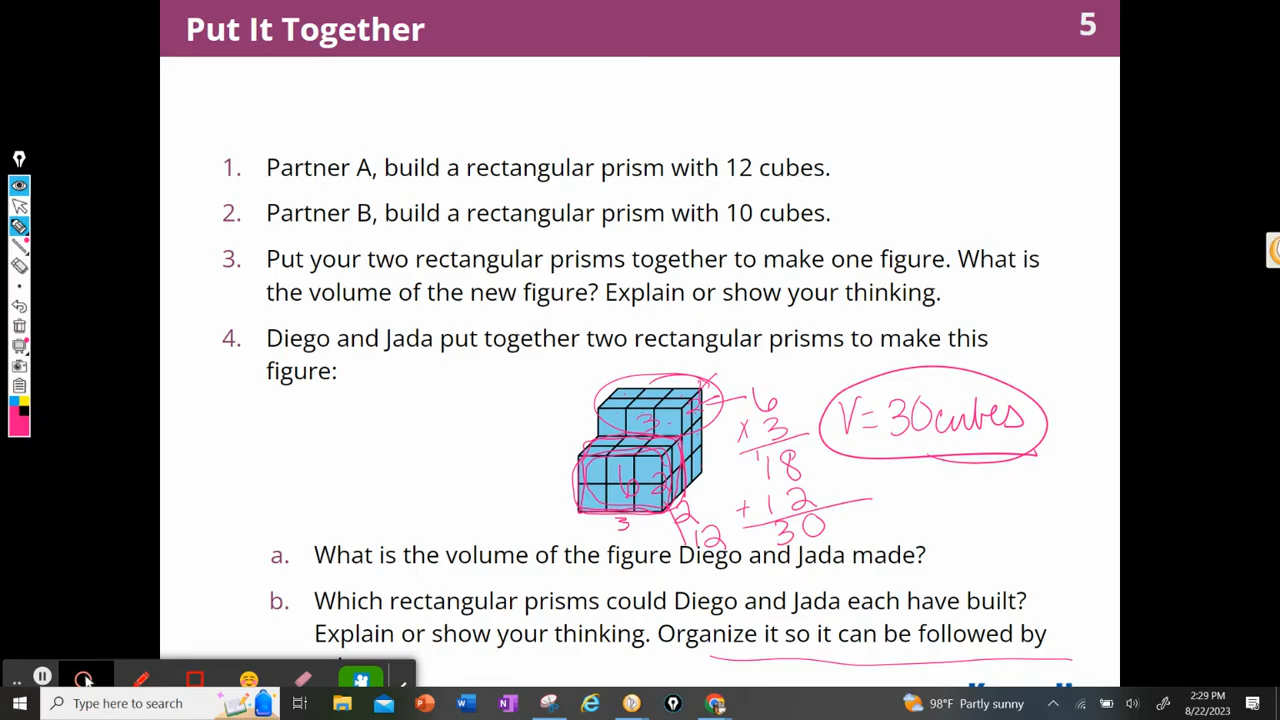 Put It Together
5
1. Partner A, build a rectangular prism with 12 cubes.
2. Partner B, build a rectangular prism with 10 cubes.
3. Put your two rectangular prisms together to make one figure. What is
the volume of the new figure? Explain or show your thinking.
4. Diego and Jada put together two rectangular prisms to make this
figure:
6
x 3
18
+ 12
30
V = 30 cubes
3
2
6
2
3
2
12
a. What is the volume of the figure Diego and Jada made?
b. Which rectangular prisms could Diego and Jada each have built?
Explain or show your thinking. Organize it so it can be followed by
Type here to search
98°F Partly sunny
2:29 PM
8/22/2023